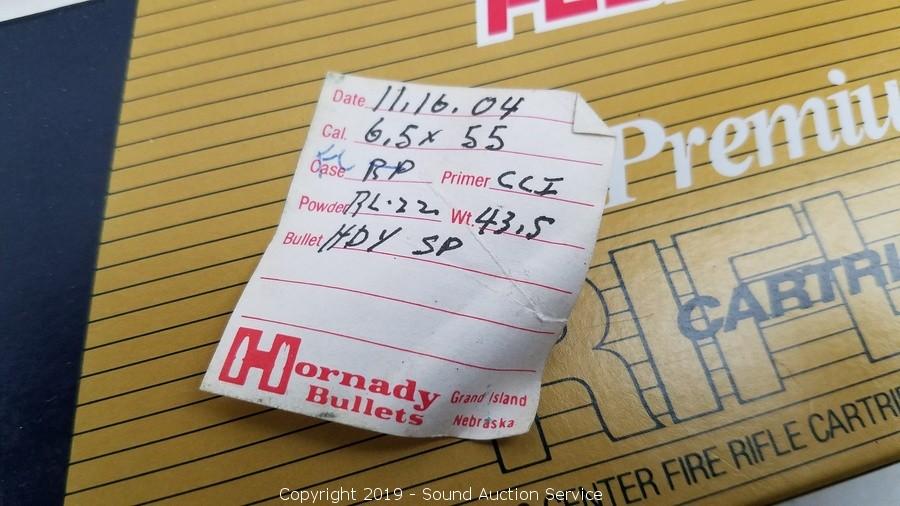 Premiu
RIFL
CARTRI
CENTER FIRE RIFLE CARTRI
Date 11.16.04
Cal. 6.5x 55
Case RP Primer CCI
Powder RL-22 Wt. 43.5
Bullet HDY SP
Hornady
Bullets
Grand Island
Nebraska
Copyright 2019 - Sound Auction Service